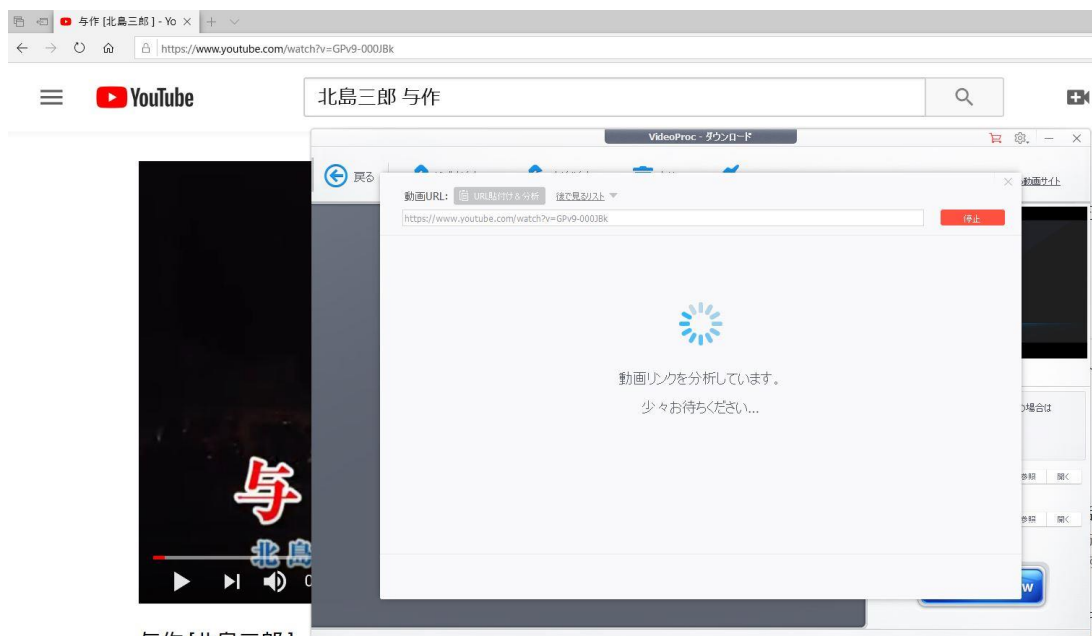 与作 [北島三郎] - Yo
https://www.youtube.com/watch?v=GPv9-000JBk
YouTube
北島三郎 与作
VideoProc - ダウンロード
戻る
動画サイト
動画URL:
URL貼付け&分析
後で見るリスト
https://www.youtube.com/watch?v=GPv9-000JBk
停止
動画リンクを分析しています。
少々お待ちください...
場合は
参照
開く
参照
開く
与
北島